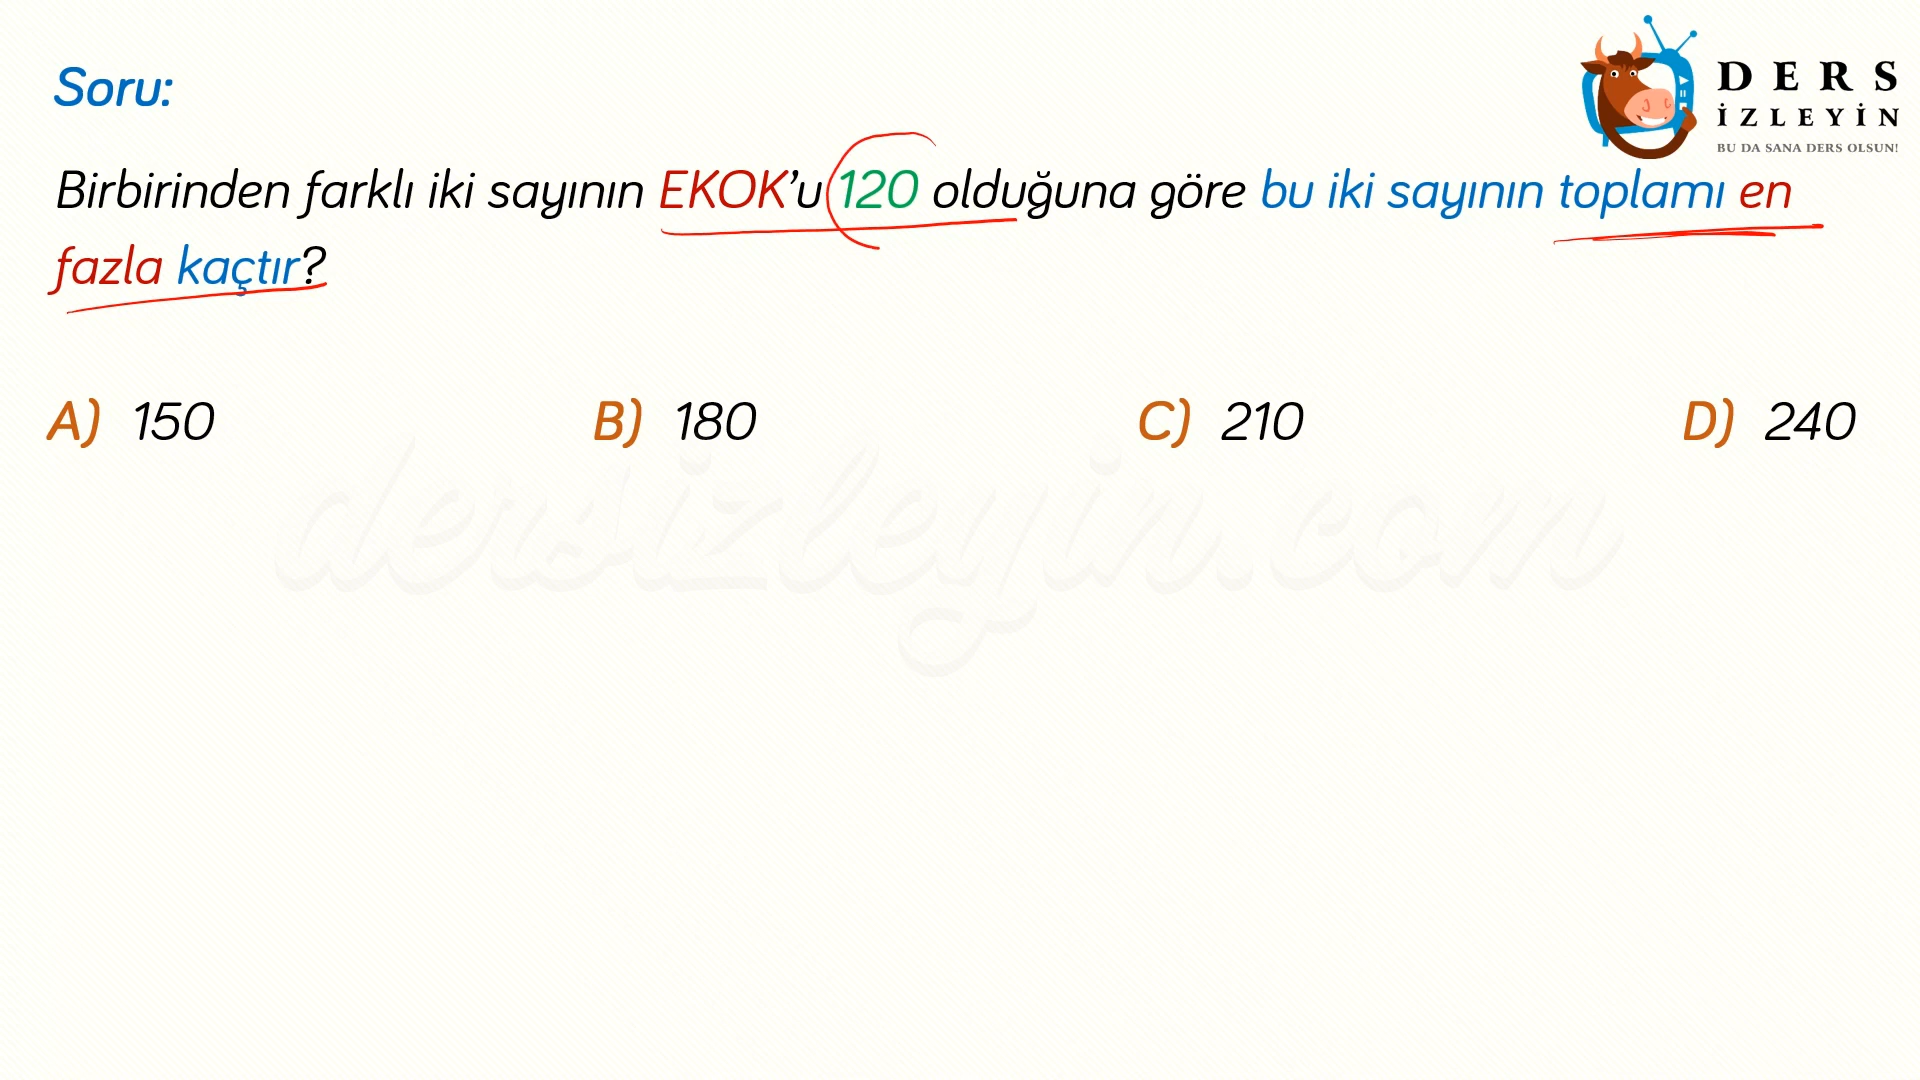 Soru:
DERS
İZLEYİN
BU DA SANA DERS OLSUN!
Birbirinden farklı iki sayının EKOK’u 120 olduğuna göre bu iki sayının toplamı en
fazla kaçtır?
A) 150 B) 180 C) 210 D) 240
dersizleyin.com